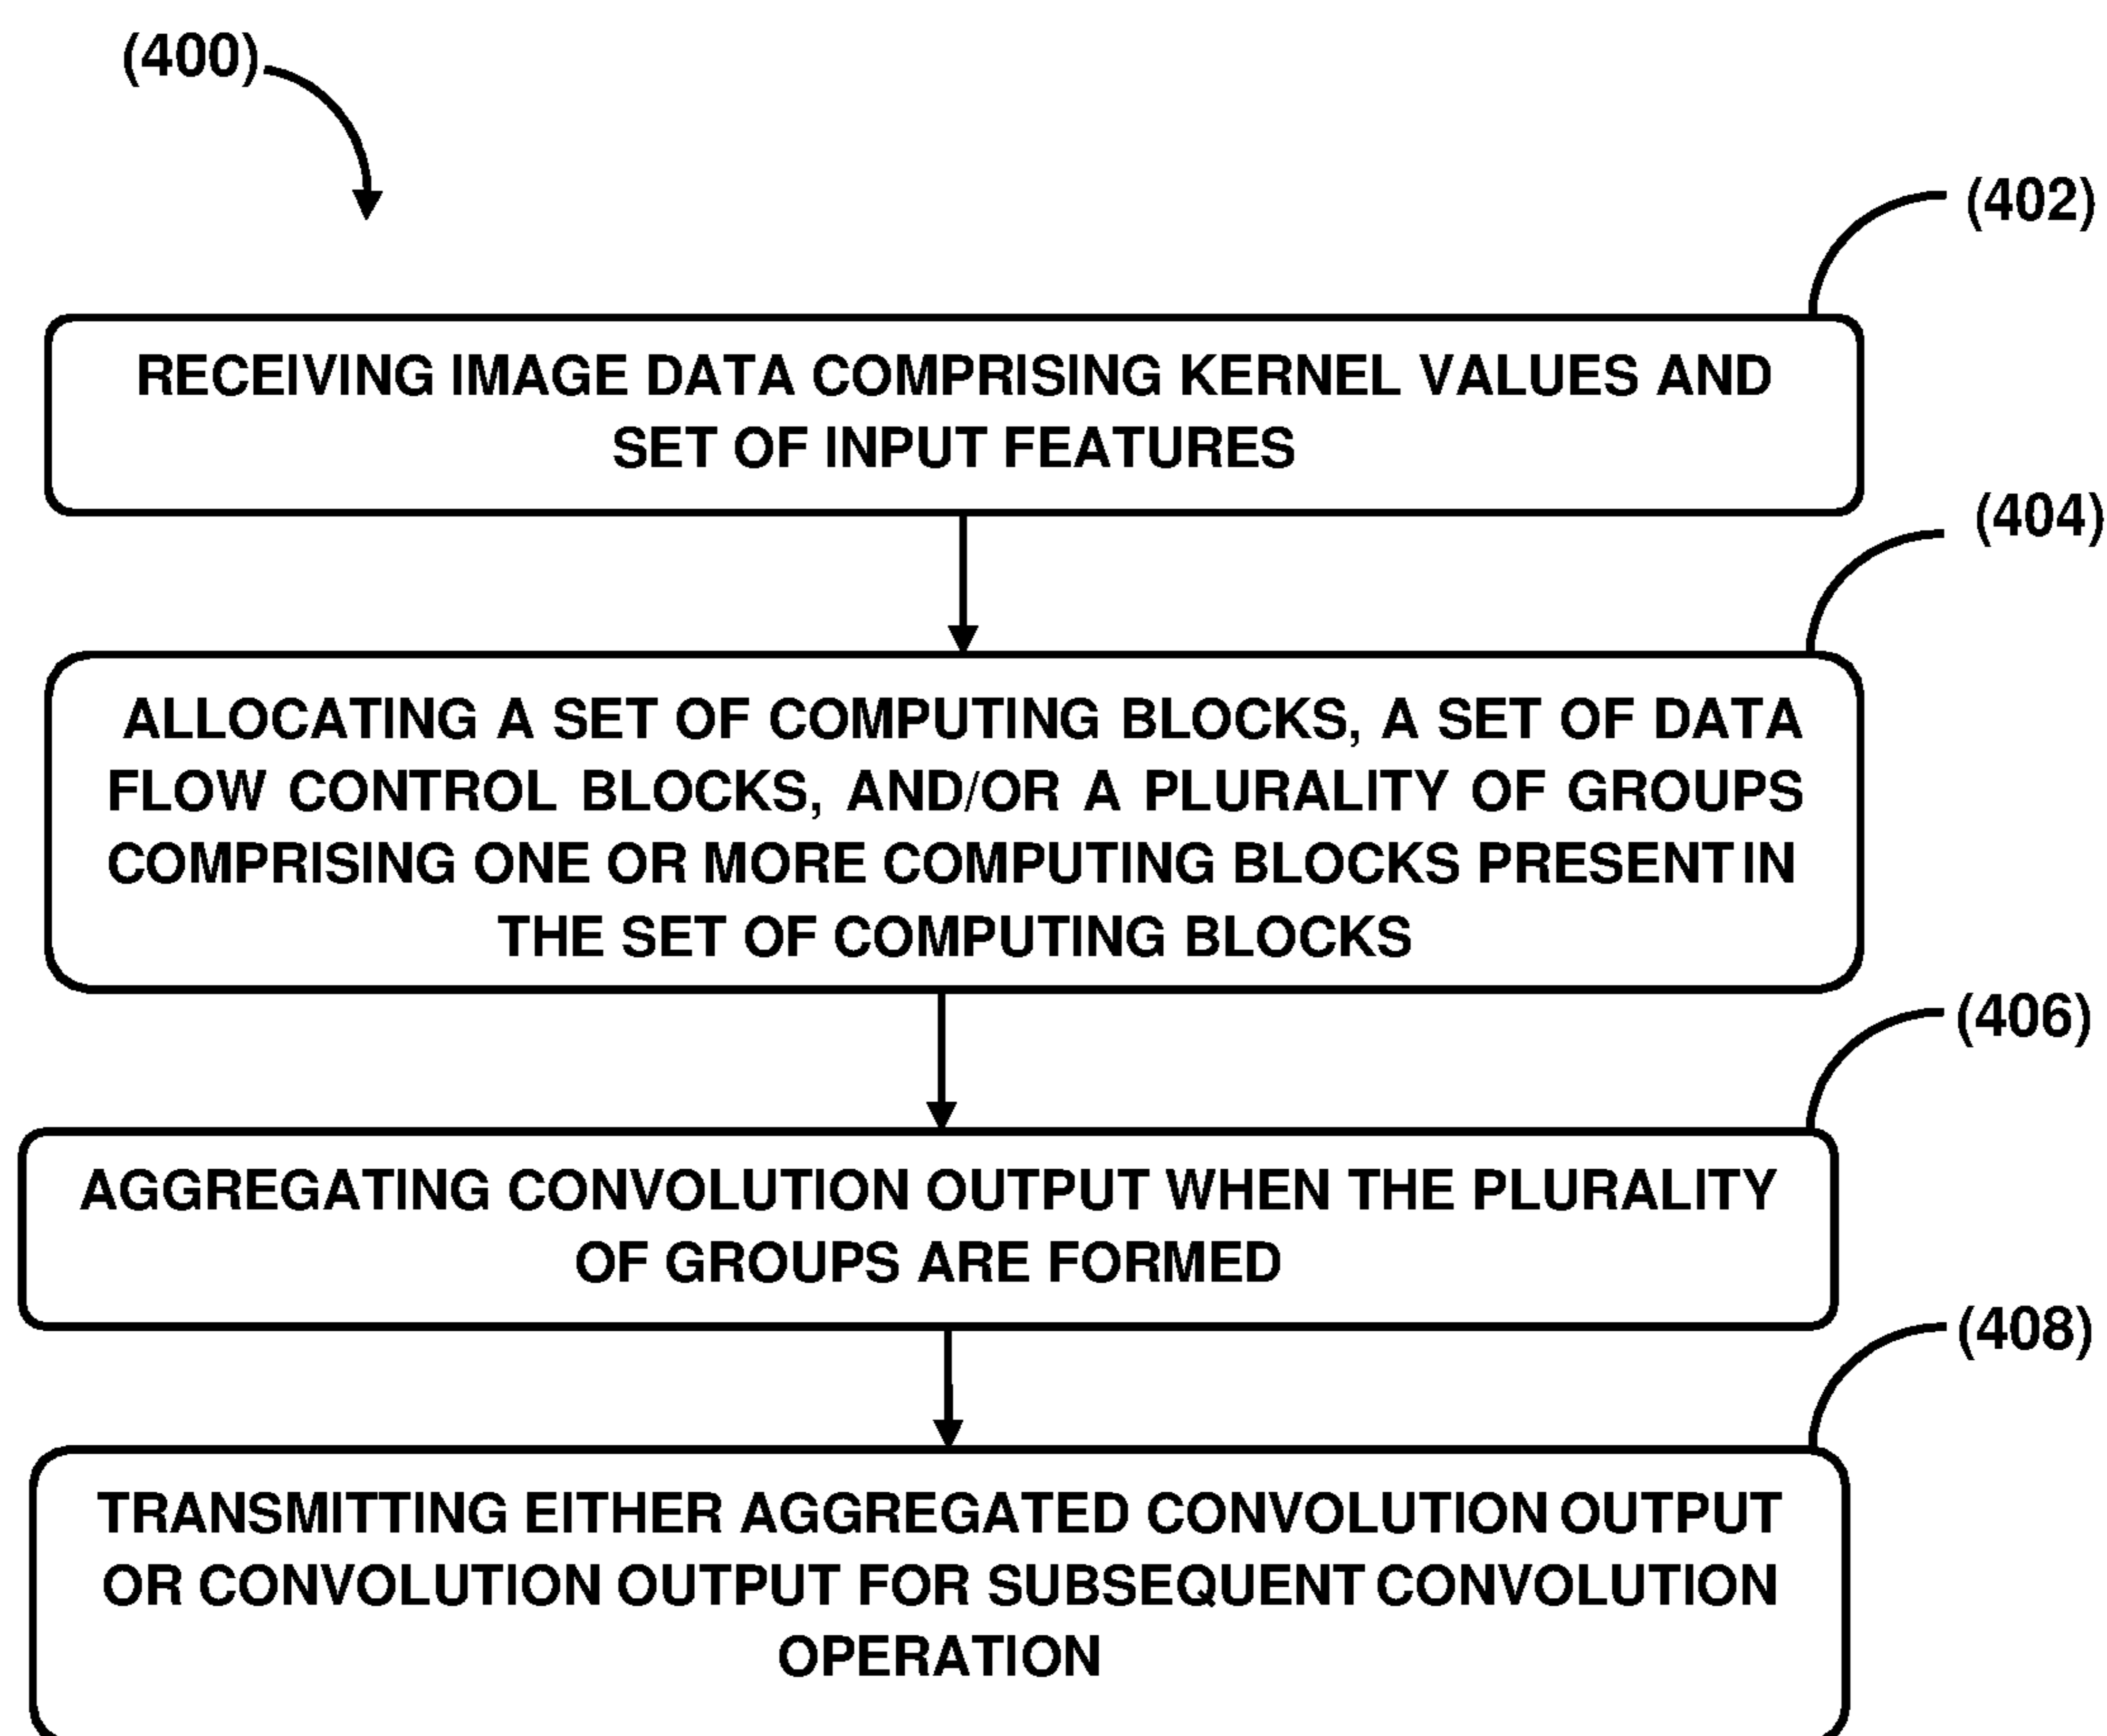 (400)
(402)
RECEIVING IMAGE DATA COMPRISING KERNEL VALUES AND
SET OF INPUT FEATURES
(404)
ALLOCATING A SET OF COMPUTING BLOCKS, A SET OF DATA
FLOW CONTROL BLOCKS, AND/OR A PLURALITY OF GROUPS
COMPRISING ONE OR MORE COMPUTING BLOCKS PRESENT IN
THE SET OF COMPUTING BLOCKS
(406)
AGGREGATING CONVOLUTION OUTPUT WHEN THE PLURALITY
OF GROUPS ARE FORMED
(408)
TRANSMITTING EITHER AGGREGATED CONVOLUTION OUTPUT
OR CONVOLUTION OUTPUT FOR SUBSEQUENT CONVOLUTION
OPERATION